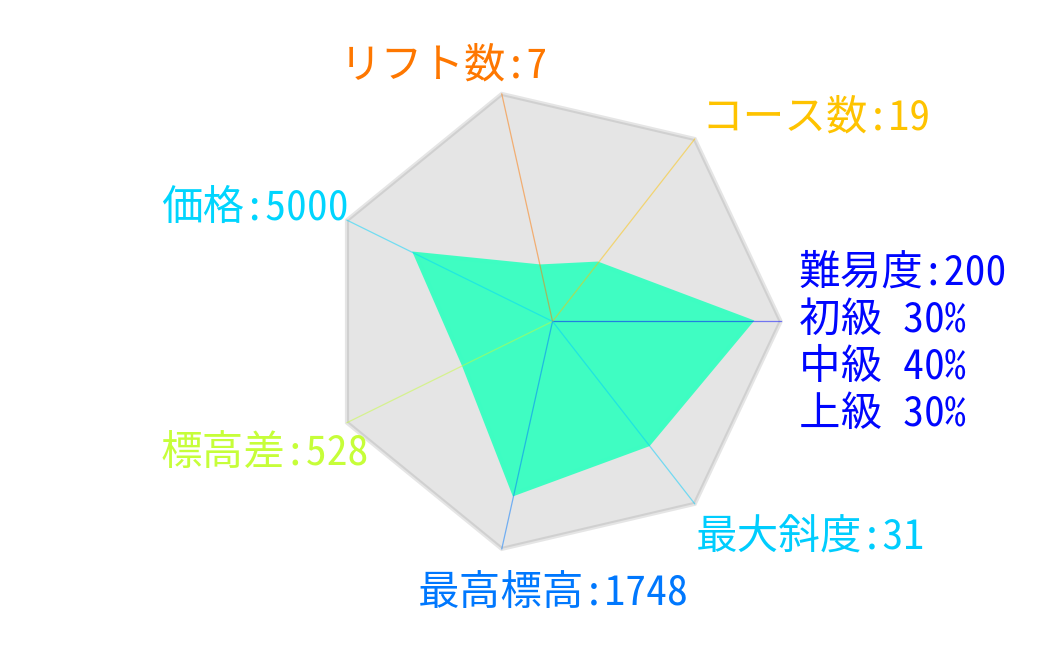 リフト数:7
コース数:19
価格:5000
難易度:200
初級 30%
中級 40%
上級 30%
標高差:528
最大斜度:31
最高標高:1748